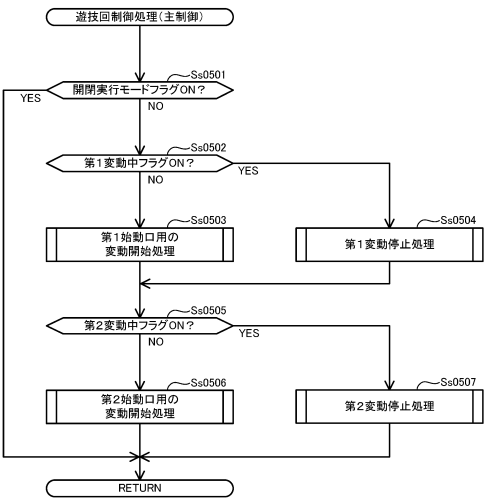 遊技回制御処理(主制御)
Ss0501
開閉実行モードフラグON?
YES
NO
Ss0502
第1変動中フラグON?
YES
NO
Ss0503
第1始動口用の
変動開始処理
Ss0504
第1変動停止処理
Ss0505
第2変動中フラグON?
YES
NO
Ss0506
第2始動口用の
変動開始処理
Ss0507
第2変動停止処理
RETURN